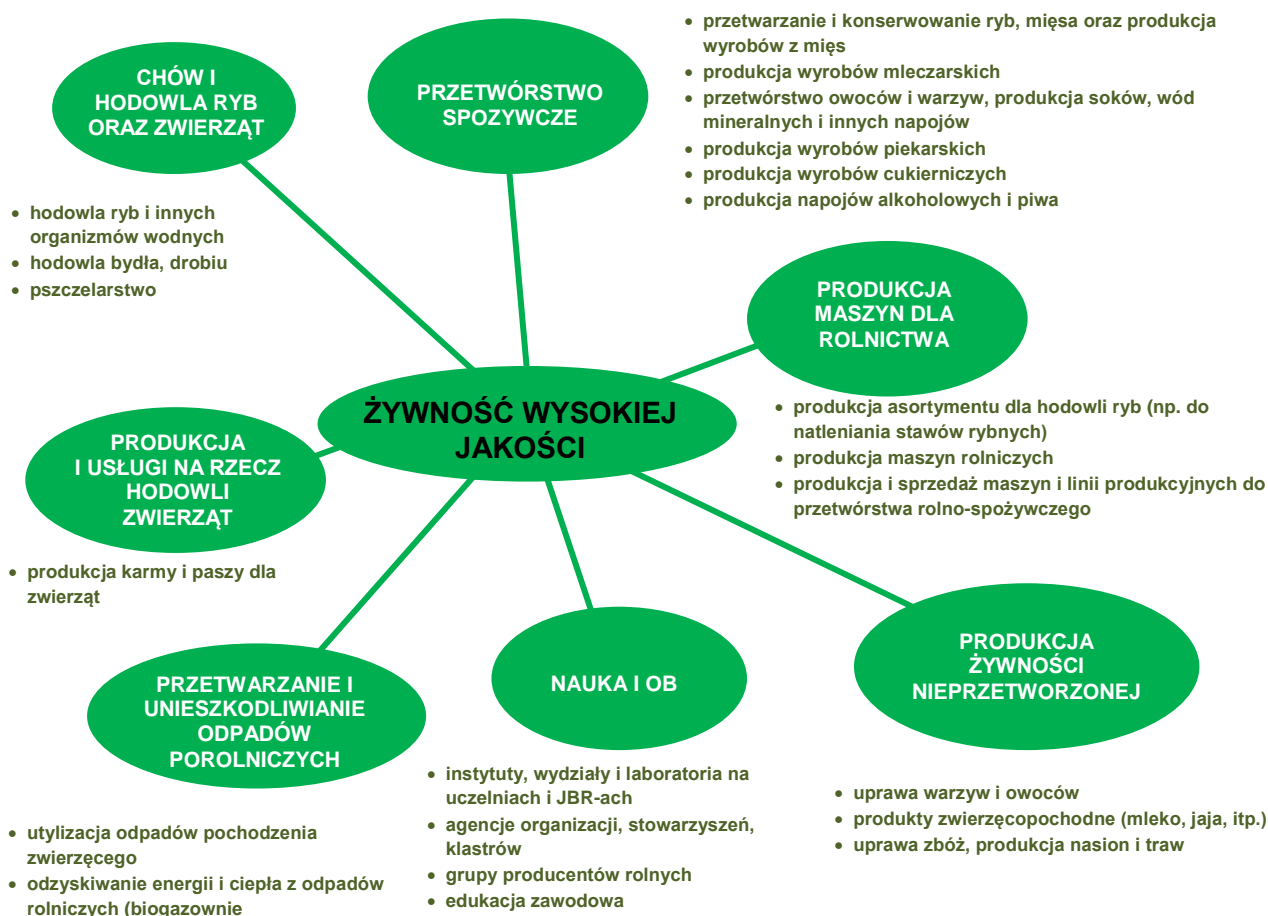 CHÓW I
HODOWLA RYB
ORAZ ZWIERZĄT
• hodowla ryb i innych
organizmów wodnych
• hodowla bydła, drobiu
• pszczelarstwo
PRZETWÓRSTWO
SPOZYWCZE
• przetwarzanie i konserwowanie ryb, mięsa oraz produkcja
wyrobów z mięs
• produkcja wyrobów mleczarskich
• przetwórstwo owoców i warzyw, produkcja soków, wód
mineralnych i innych napojów
• produkcja wyrobów piekarskich
• produkcja wyrobów cukierniczych
• produkcja napojów alkoholowych i piwa
PRODUKCJA
MASZYN DLA
ROLNICTWA
• produkcja asortymentu dla hodowli ryb (np. do
natleniania stawów rybnych)
• produkcja maszyn rolniczych
• produkcja i sprzedaż maszyn i linii produkcyjnych do
przetwórstwa rolno-spożywczego
ŻYWNOŚĆ WYSOKIEJ
JAKOŚCI
PRODUKCJA
I USŁUGI NA RZECZ
HODOWLI
ZWIERZĄT
• produkcja karmy i paszy dla
zwierząt
PRZETWARZANIE I
UNIESZKODLIWIANIE
ODPADÓW
POROLNICZYCH
• utylizacja odpadów pochodzenia
zwierzęcego
• odzyskiwanie energii i ciepła z odpadów
rolniczych (biogazownie
NAUKA I OB
• instytuty, wydziały i laboratoria na
uczelniach i JBR-ach
• agencje organizacji, stowarzyszeń,
klastrów
• grupy producentów rolnych
• edukacja zawodowa
PRODUKCJA
ŻYWNOŚCI
NIEPRZETWORZONEJ
• uprawa warzyw i owoców
• produkty zwierzęcopochodne (mleko, jaja, itp.)
• uprawa zbóż, produkcja nasion i traw